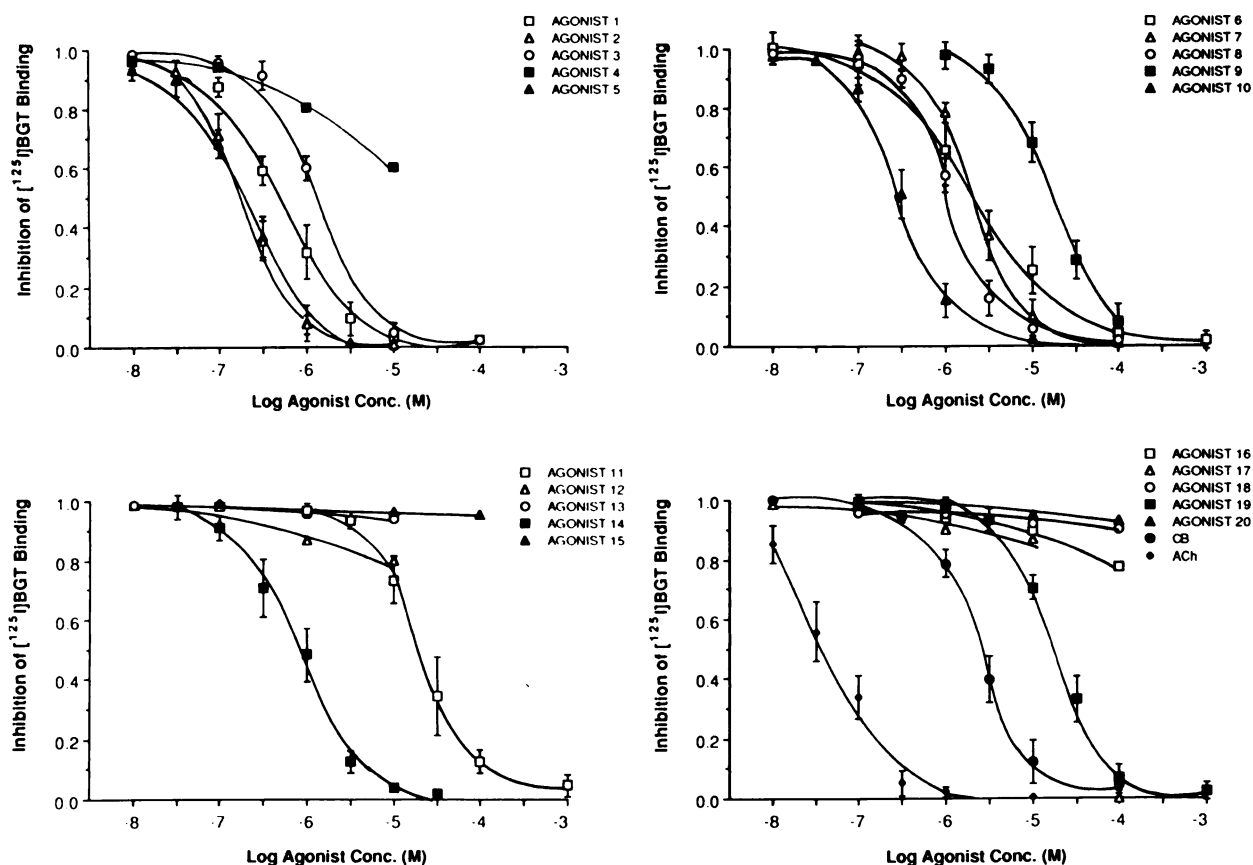 AGONIST 1
AGONIST 2
AGONIST 3
AGONIST 4
AGONIST 5
Inhibition of [¹²⁵I]BGT Binding
1.0
0.8
0.6
0.4
0.2
0.0
-8 -7 -6 -5 -4 -3
Log Agonist Conc. (M)
AGONIST 6
AGONIST 7
AGONIST 8
AGONIST 9
AGONIST 10
Inhibition of [¹²⁵I]BGT Binding
1.0
0.8
0.6
0.4
0.2
0.0
-8 -7 -6 -5 -4 -3
Log Agonist Conc. (M)
AGONIST 11
AGONIST 12
AGONIST 13
AGONIST 14
AGONIST 15
Inhibition of [¹²⁵I]BGT Binding
1.0
0.8
0.6
0.4
0.2
0.0
-8 -7 -6 -5 -4 -3
Log Agonist Conc. (M)
AGONIST 16
AGONIST 17
AGONIST 18
AGONIST 19
AGONIST 20
CB
ACh
Inhibition of [¹²⁵I]BGT Binding
1.0
0.8
0.6
0.4
0.2
0.0
-8 -7 -6 -5 -4 -3
Log Agonist Conc. (M)